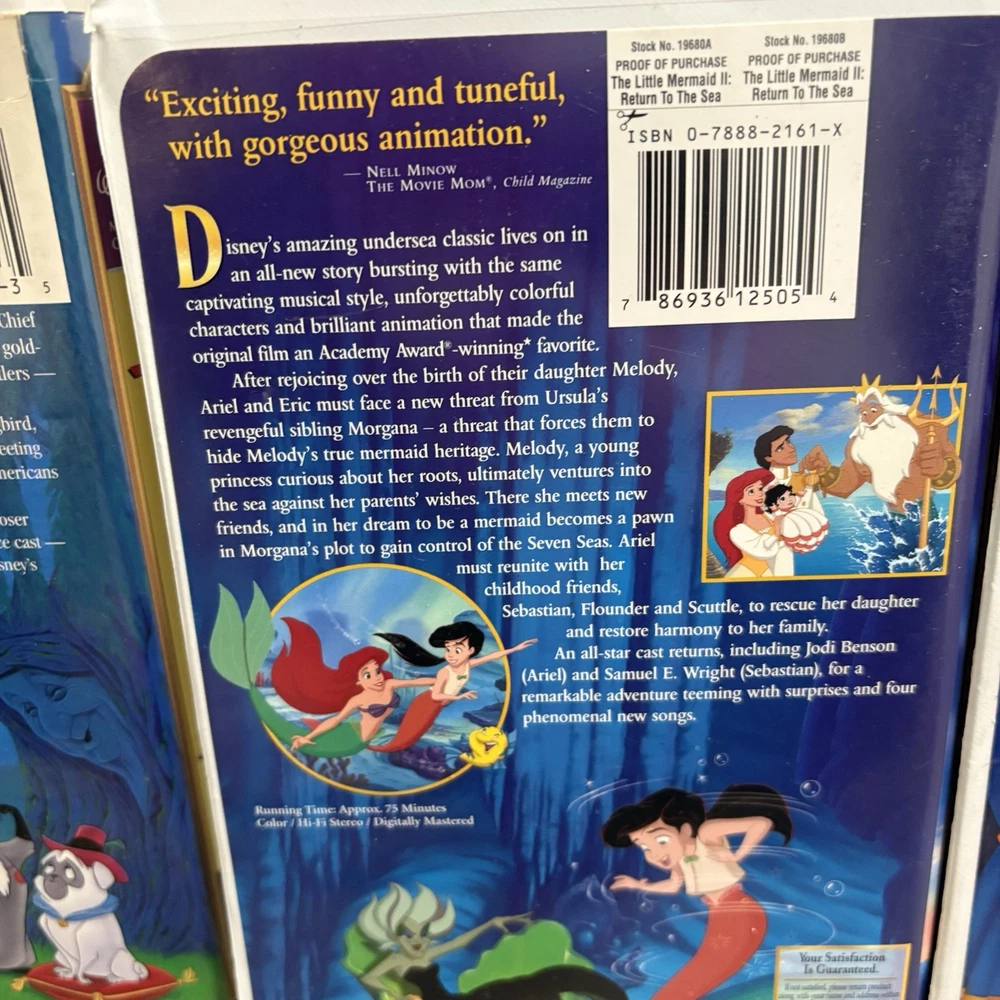 Stock No. 19680A
PROOF OF PURCHASE
The Little Mermaid II:
Return To The Sea
Stock No. 19680B
PROOF OF PURCHASE
The Little Mermaid II:
Return To The Sea
ISBN 0-7888-2161-X
7 86936 12505 4
“Exciting, funny and tuneful,
with gorgeous animation.”
— NELL MINOW
THE MOVIE MOM®, Child Magazine
Disney's amazing undersea classic lives on in
an all-new story bursting with the same
captivating musical style, unforgettably colorful
characters and brilliant animation that made the
original film an Academy Award®-winning* favorite.
After rejoicing over the birth of their daughter Melody,
Ariel and Eric must face a new threat from Ursula's
revengeful sibling Morgana – a threat that forces them to
hide Melody's true mermaid heritage. Melody, a young
princess curious about her roots, ultimately ventures into
the sea against her parents' wishes. There she meets new
friends, and in her dream to be a mermaid becomes a pawn
in Morgana's plot to gain control of the Seven Seas. Ariel
must reunite with her
childhood friends,
Sebastian, Flounder and Scuttle, to rescue her daughter
and restore harmony to her family.
An all-star cast returns, including Jodi Benson
(Ariel) and Samuel E. Wright (Sebastian), for a
remarkable adventure teeming with surprises and four
phenomenal new songs.
Running Time: Approx. 75 Minutes
Color / Hi-Fi Stereo / Digitally Mastered
Your Satisfaction
Is Guaranteed.
If not satisfied, please return product
-3 5
Chief
gold-
lers —
bird,
eeting
mericans
oser
ce cast —
sney's